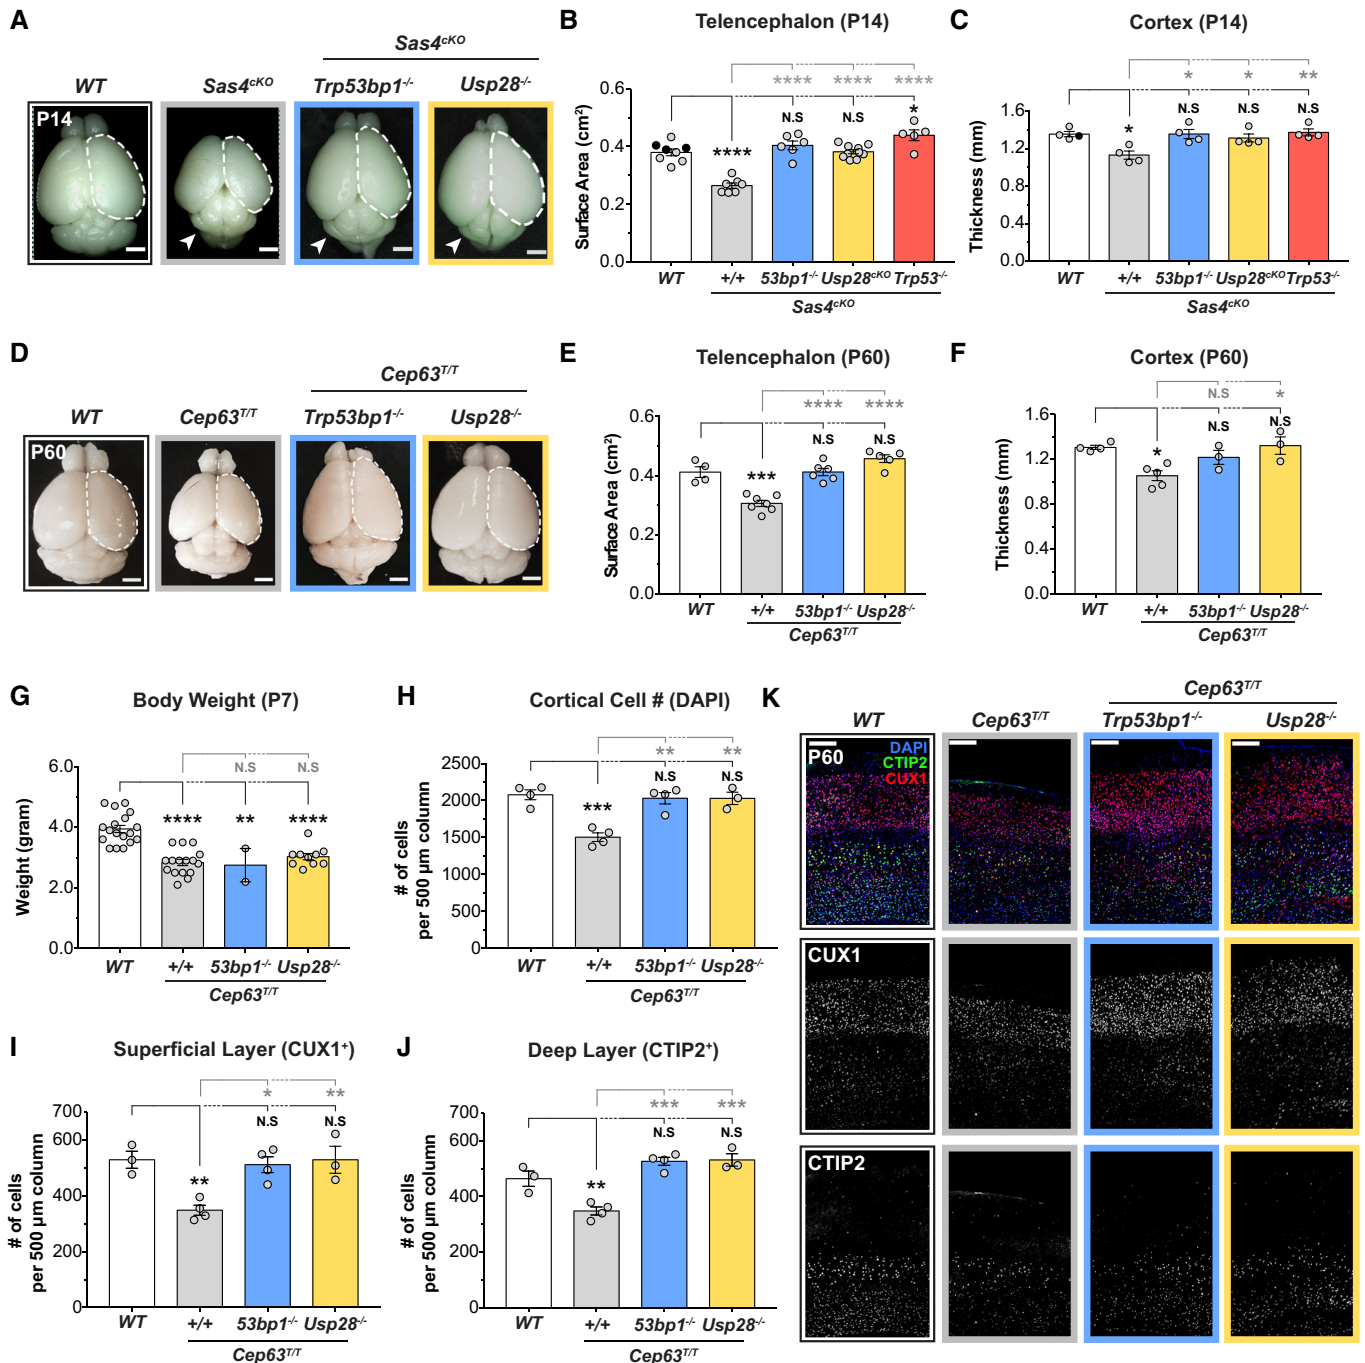 A
Sas4cKO
WT
Sas4cKO
Trp53bp1-/-
Usp28-/-
P14
B
Telencephalon (P14)
****
****
****
N.S
N.S
*
****
Surface Area (cm2)
0.6
0.4
0.2
0
WT
+/+
53bp1-/-
Usp28cKO
Trp53-/-
Sas4cKO
C
Cortex (P14)
*
*
**
N.S
N.S
N.S
*
Thickness (mm)
1.6
1.2
0.8
0.4
0.0
WT
+/+
53bp1-/-
Usp28cKO
Trp53-/-
Sas4cKO
D
Cep63T/T
WT
Cep63T/T
Trp53bp1-/-
Usp28-/-
P60
E
Telencephalon (P60)
****
****
N.S
N.S
***
Surface Area (cm2)
0.6
0.4
0.2
0
WT
+/+
53bp1-/-
Usp28-/-
Cep63T/T
F
Cortex (P60)
N.S
*
N.S
N.S
*
Thickness (mm)
1.6
1.2
0.8
0.4
0.0
WT
+/+
53bp1-/-
Usp28-/-
Cep63T/T
G
Body Weight (P7)
N.S
N.S
****
**
****
Weight (gram)
6.0
4.0
2.0
0.0
WT
+/+
53bp1-/-
Usp28-/-
Cep63T/T
H
Cortical Cell # (DAPI)
**
**
N.S
N.S
***
# of cells
per 500 µm column
2500
2000
1500
1000
500
0
WT
+/+
53bp1-/-
Usp28-/-
Cep63T/T
I
Superficial Layer (CUX1+)
*
**
N.S
N.S
**
# of cells
per 500 µm column
700
600
400
200
0
WT
+/+
53bp1-/-
Usp28-/-
Cep63T/T
J
Deep Layer (CTIP2+)
***
***
N.S
N.S
**
# of cells
per 500 µm column
700
600
400
200
0
WT
+/+
53bp1-/-
Usp28-/-
Cep63T/T
K
Cep63T/T
WT
Cep63T/T
Trp53bp1-/-
Usp28-/-
P60
DAPI
CTIP2
CUX1
CUX1
CTIP2